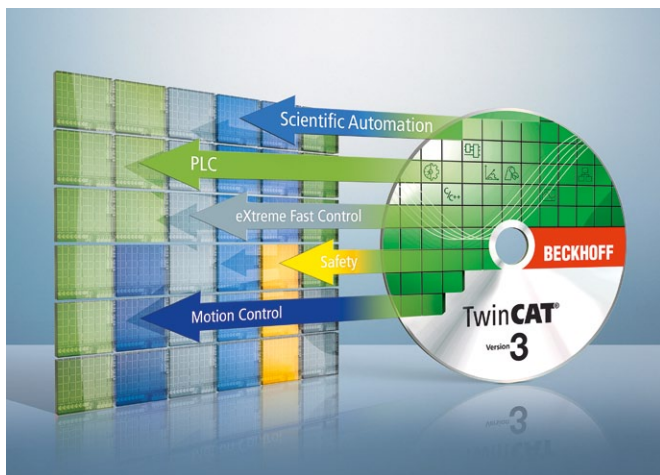 Scientific Automation
PLC
eXtreme Fast Control
Safety
Motion Control
C/C++
BECKHOFF
TwinCAT®
Version 3